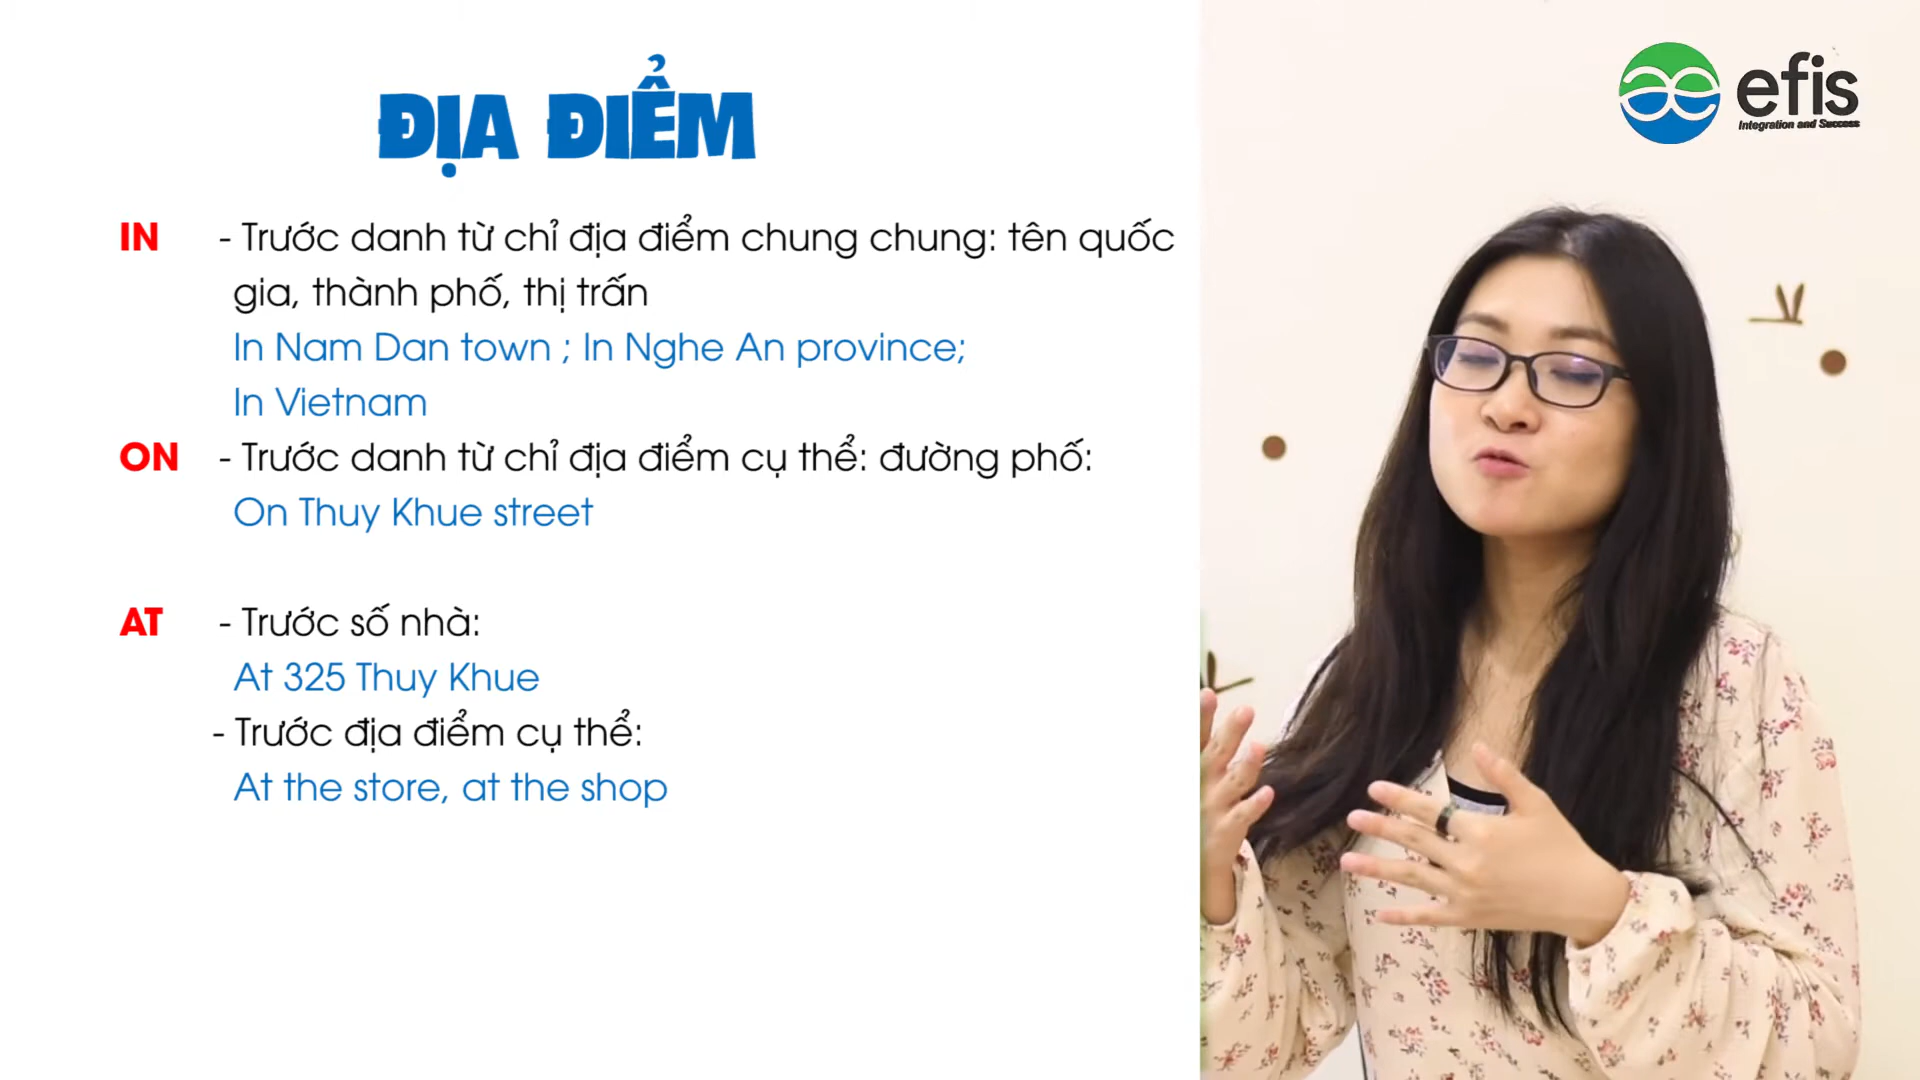 efis
Integration and Success
ĐỊA ĐIỂM
IN - Trước danh từ chỉ địa điểm chung chung: tên quốc
gia, thành phố, thị trấn
In Nam Dan town ; In Nghe An province;
In Vietnam
ON - Trước danh từ chỉ địa điểm cụ thể: đường phố:
On Thuy Khue street
AT - Trước số nhà:
At 325 Thuy Khue
- Trước địa điểm cụ thể:
At the store, at the shop